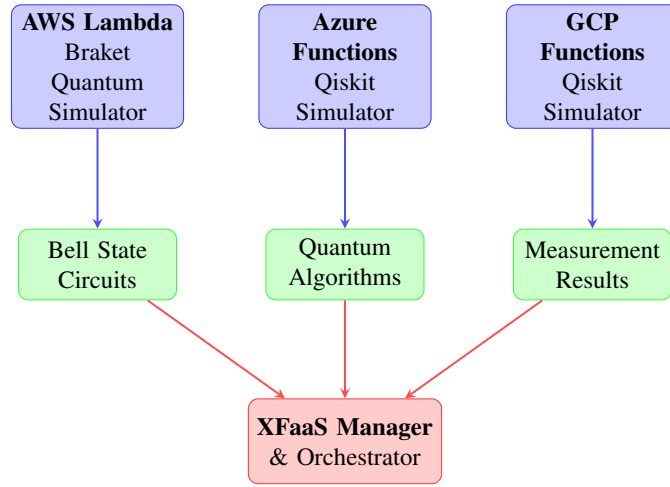 AWS Lambda
Braket
Quantum
Simulator
Azure
Functions
Qiskit
Simulator
GCP
Functions
Qiskit
Simulator
Bell State
Circuits
Quantum
Algorithms
Measurement
Results
XFaaS Manager
& Orchestrator